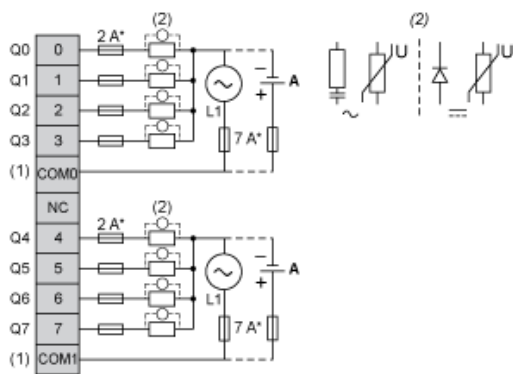 (2)
(2)
Q0 0 2 A*
U U
Q1 1
Q2 2
− A
+
L1
Q3 3
7 A*
(1) COM0
NC
(2)
Q4 4 2 A*
Q5 5
− A
+
Q6 6
L1
Q7 7
7 A*
(1) COM1